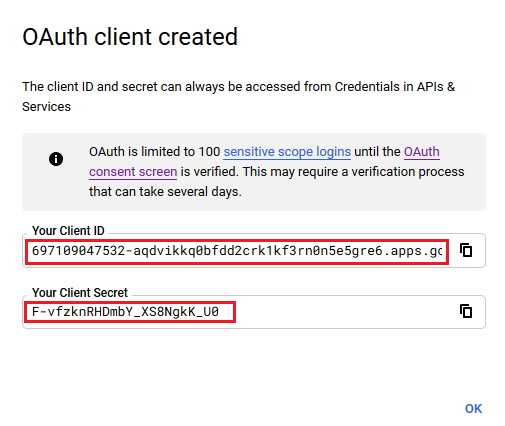 OAuth client created
The client ID and secret can always be accessed from Credentials in APIs &
Services
OAuth is limited to 100 sensitive scope logins until the OAuth
consent screen is verified. This may require a verification process
that can take several days.
Your Client ID
697109047532-aqdvikkq0bfdd2crk1kf3rn0n5e5gre6.apps.gc
Your Client Secret
F-vfzknRHDmbY_XS8NgkK_U0
OK